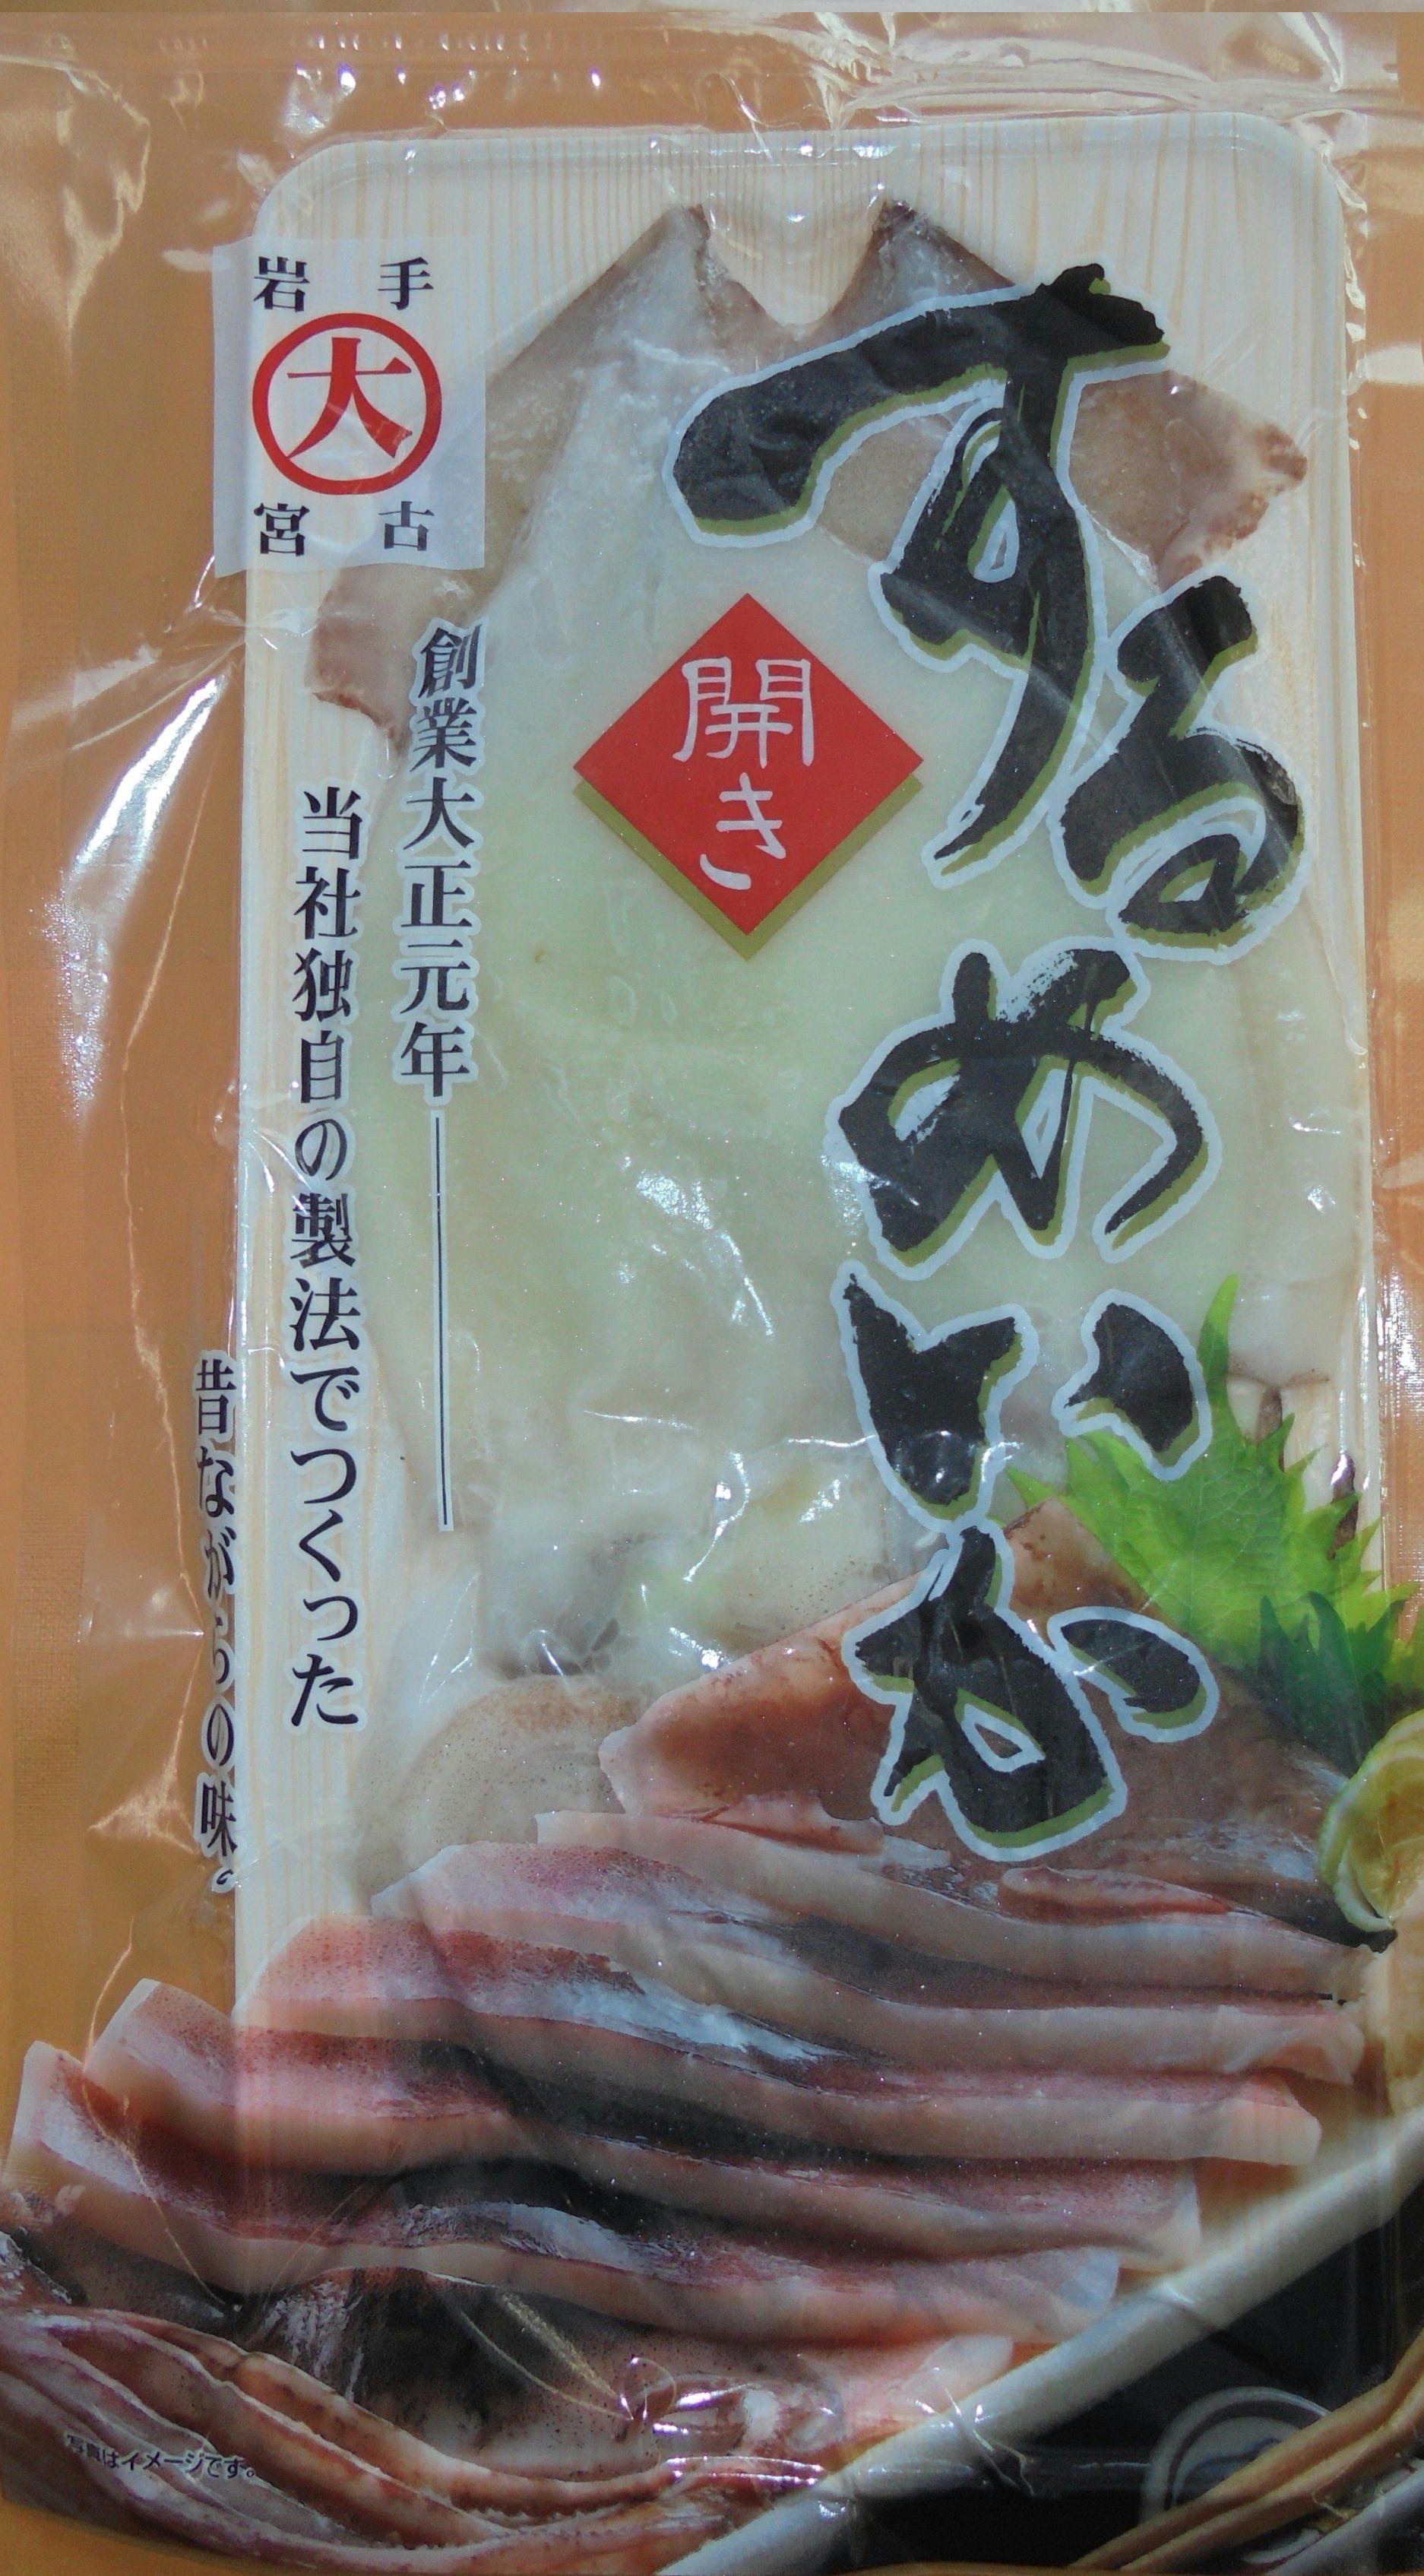 するめいか
開き
岩手
大
宮古
創業大正元年
当社独自の製法でつくった
昔ながらの味。
写真はイメージです。